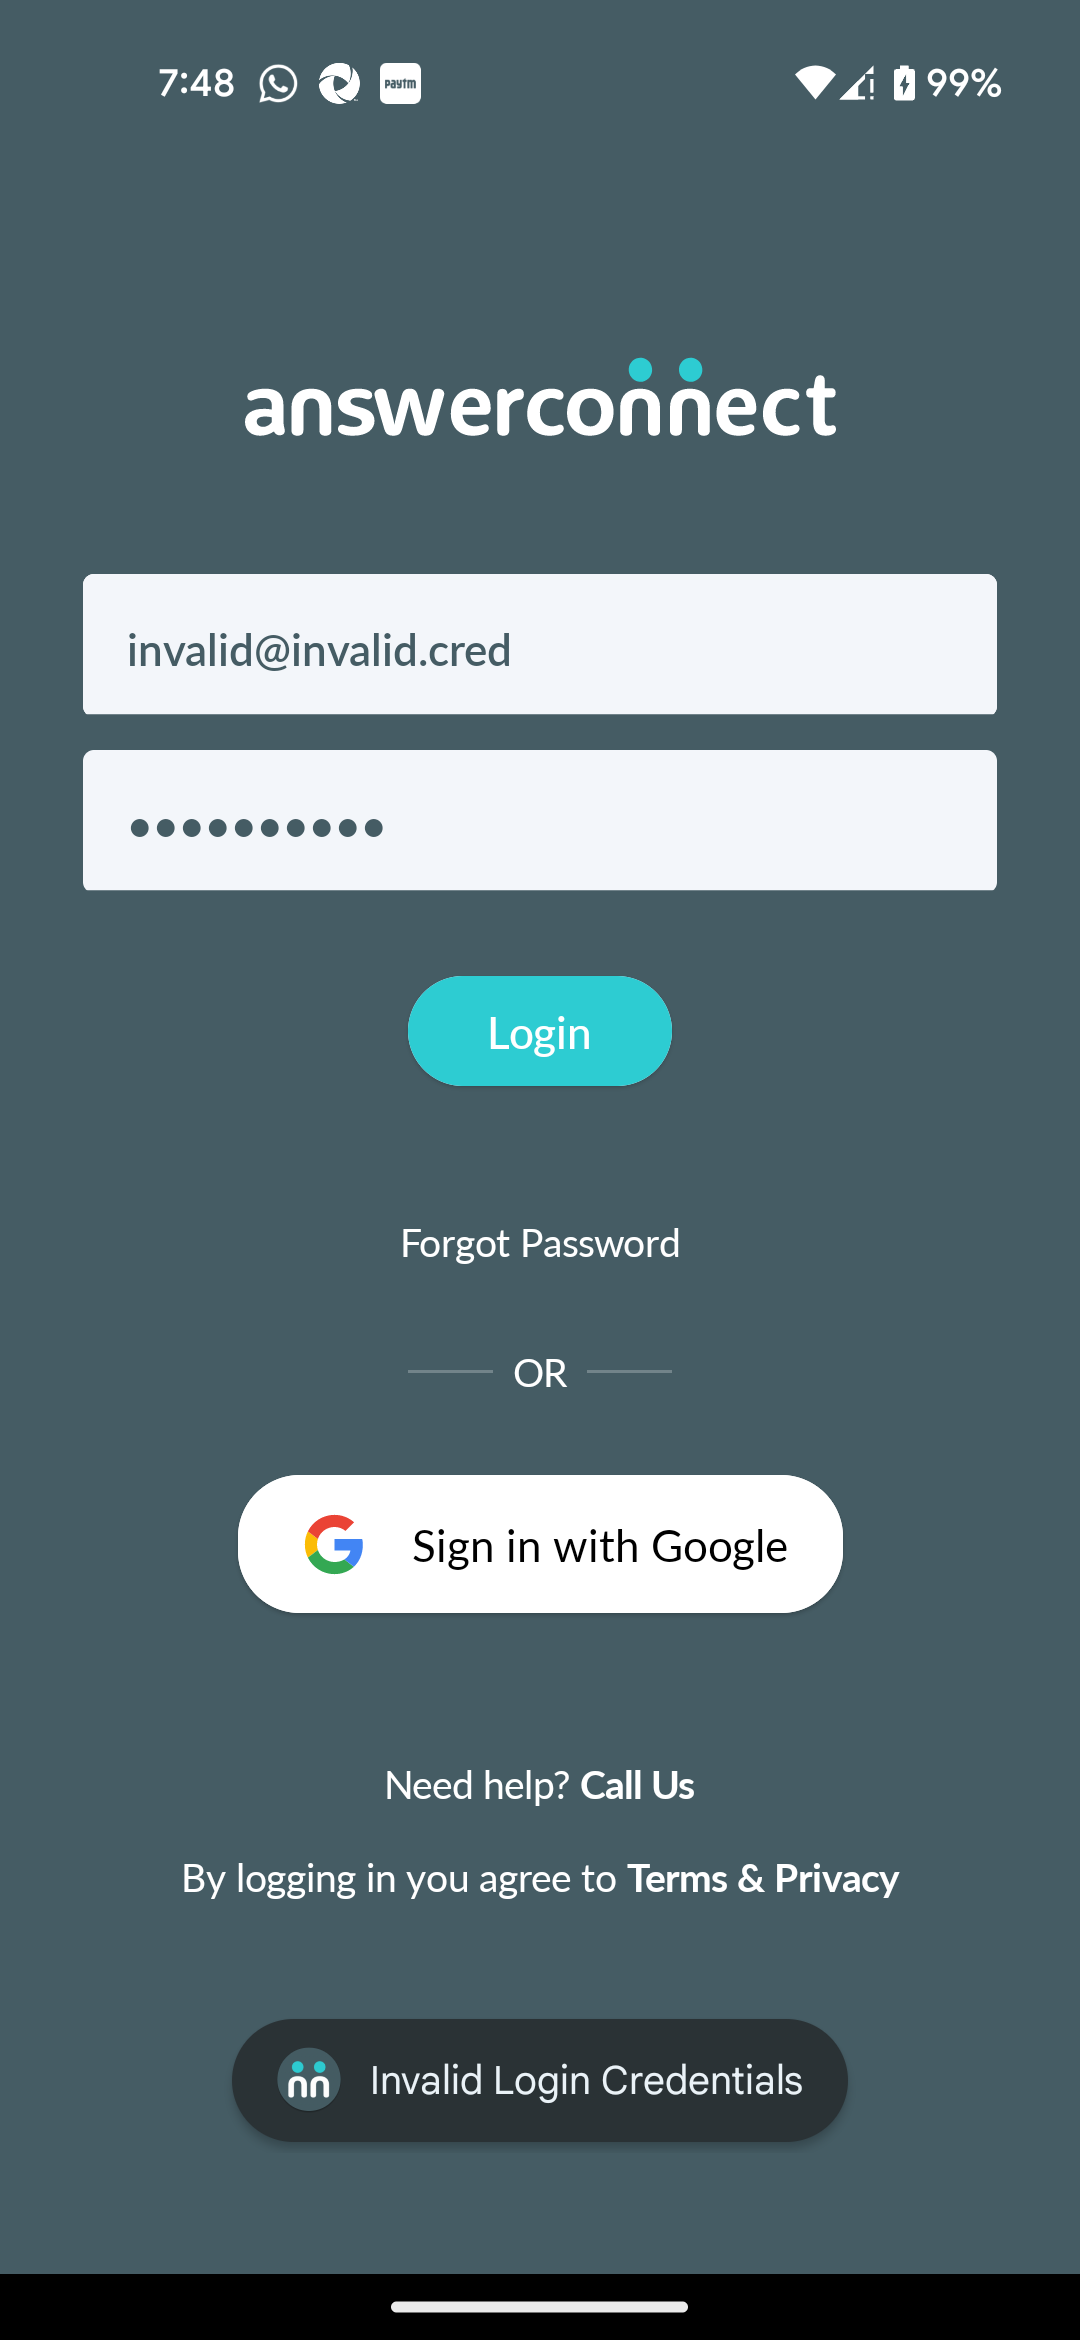 7:48 paytm 99%
answerconnect
invalid@invalid.cred
••••••••••
Login
Forgot Password
OR
Sign in with Google
Need help? Call Us
By logging in you agree to Terms & Privacy
Invalid Login Credentials